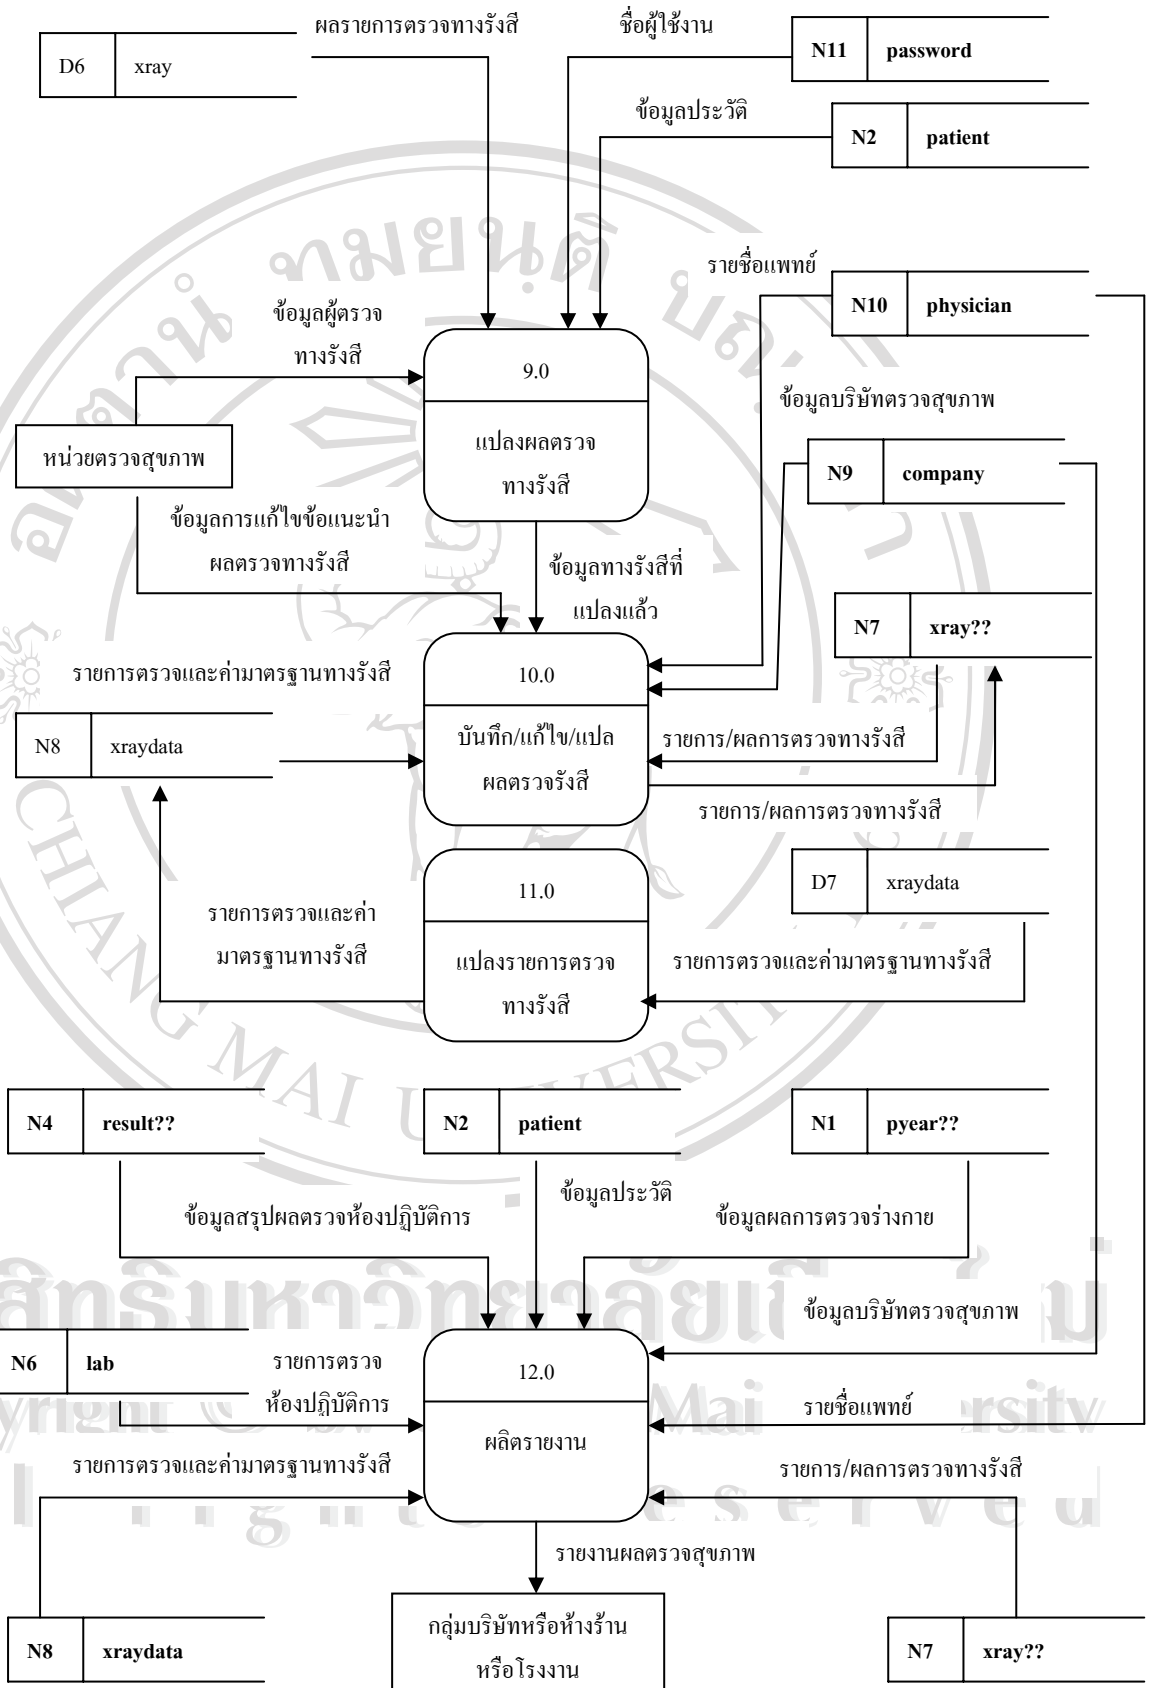 ผลรายการตรวจทางรังสี
ชื่อผู้ใช้งาน
D6 xray
N11 password
ข้อมูลประวัติ
N2 patient
รายชื่อแพทย์
N10 physician
ข้อมูลผู้ตรวจ
ทางรังสี
9.0
แปลงผลตรวจ
ทางรังสี
ข้อมูลบริษัทตรวจสุขภาพ
หน่วยตรวจสุขภาพ
N9 company
ข้อมูลการแก้ไขข้อแนะนำ
ผลตรวจทางรังสี
ข้อมูลทางรังสีที่
แปลงแล้ว
N7 xray??
รายการตรวจและค่ามาตรฐานทางรังสี
10.0
บันทึก/แก้ไข/แปล
ผลตรวจรังสี
N8 xraydata
รายการ/ผลการตรวจทางรังสี
รายการ/ผลการตรวจทางรังสี
11.0
แปลงรายการตรวจ
ทางรังสี
D7 xraydata
รายการตรวจและค่า
มาตรฐานทางรังสี
รายการตรวจและค่ามาตรฐานทางรังสี
CHIANG MAI UNIVERSITY
N4 result??
N2 patient
N1 pyear??
ข้อมูลประวัติ
ข้อมูลสรุปผลตรวจห้องปฏิบัติการ
ข้อมูลผลการตรวจร่างกาย
ข้อมูลบริษัทตรวจสุขภาพ
N6 lab
รายการตรวจ
ห้องปฏิบัติการ
12.0
ผลิตรายงาน
รายชื่อแพทย์
รายการตรวจและค่ามาตรฐานทางรังสี
รายการ/ผลการตรวจทางรังสี
รายงานผลตรวจสุขภาพ
N8 xraydata
กลุ่มบริษัทหรือห้างร้าน
หรือโรงงาน
N7 xray??